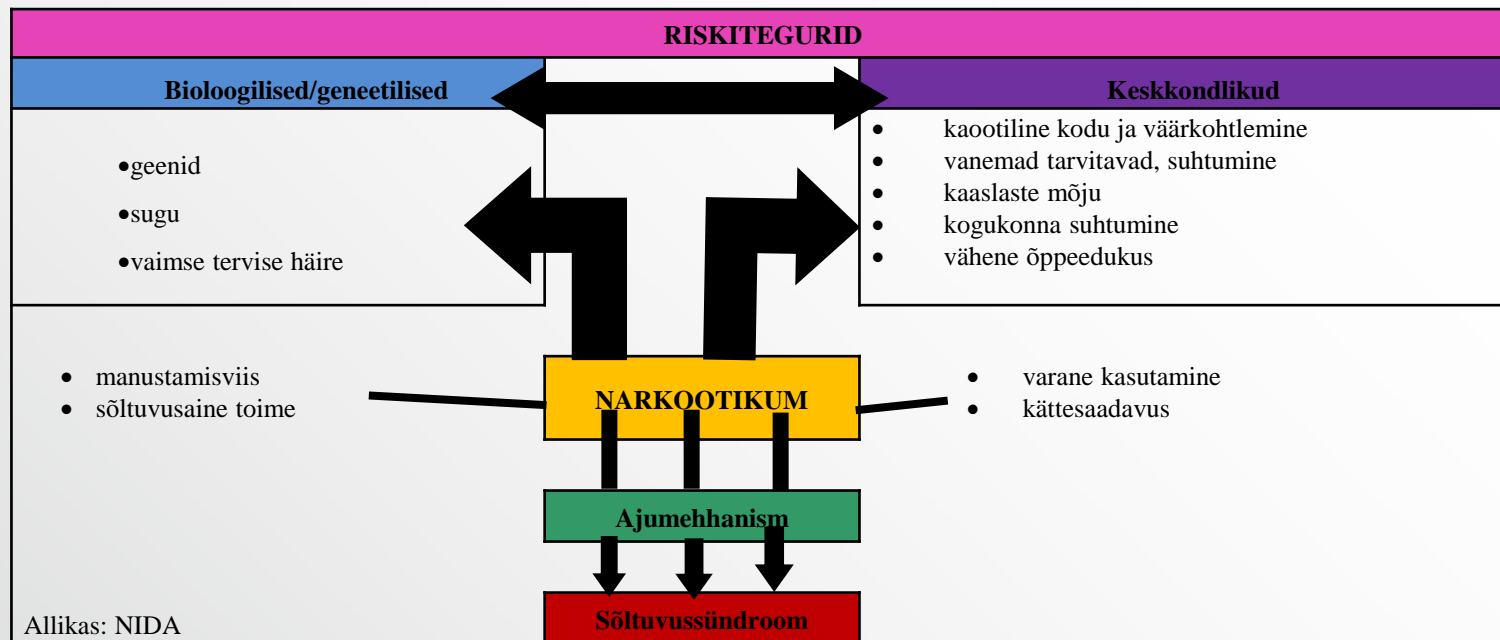 RISKITEGURID
Bioloogilised/geneetilised
Keskkondlikud
•geenid
•sugu
•vaimse tervise häire
• kaootiline kodu ja väärkohtlemine
• vanemad tarvitavad, suhtumine
• kaaslaste mõju
• kogukonna suhtumine
• vähene õppeedukus
• manustamisviis
• sõltuvusaine toime
NARKOOTIKUM
• varane kasutamine
• kättesaadavus
Ajumehhanism
Sõltuvussündroom
Allikas: NIDA